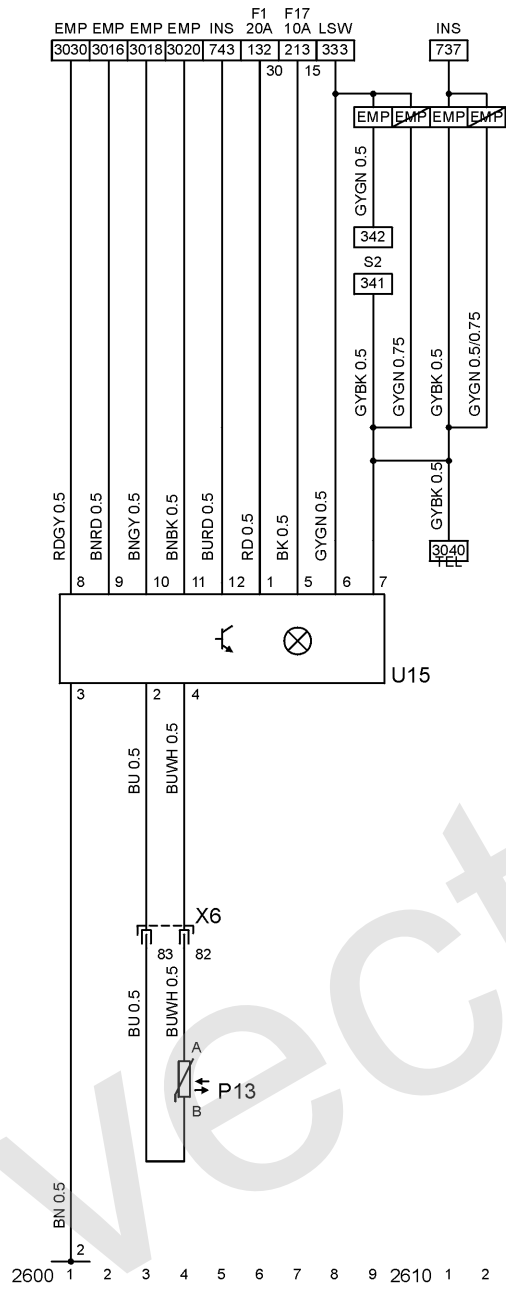 F1 F17
EMP EMP EMP EMP INS 20A 10A LSW INS
3030 3016 3018 3020 743 132 213 333 737
30 15
EMP EMP EMP EMP
GYGN 0.5
342
S2
341
GYBK 0.5 GYGN 0.75 GYBK 0.5 GYGN 0.5/0.75
RDGY 0.5 BNRD 0.5 BNGY 0.5 BNBK 0.5 BURD 0.5 RD 0.5 BK 0.5 GYGN 0.5 GYBK 0.5
3040
TEL
8 9 10 11 12 1 5 6 7
U15
3 2 4
BU 0.5 BUWH 0.5
X6
83 82
BU 0.5 BUWH 0.5
A
P13
B
BN 0.5
2
2600 1 2 3 4 5 6 7 8 9 2610 1 2
vect